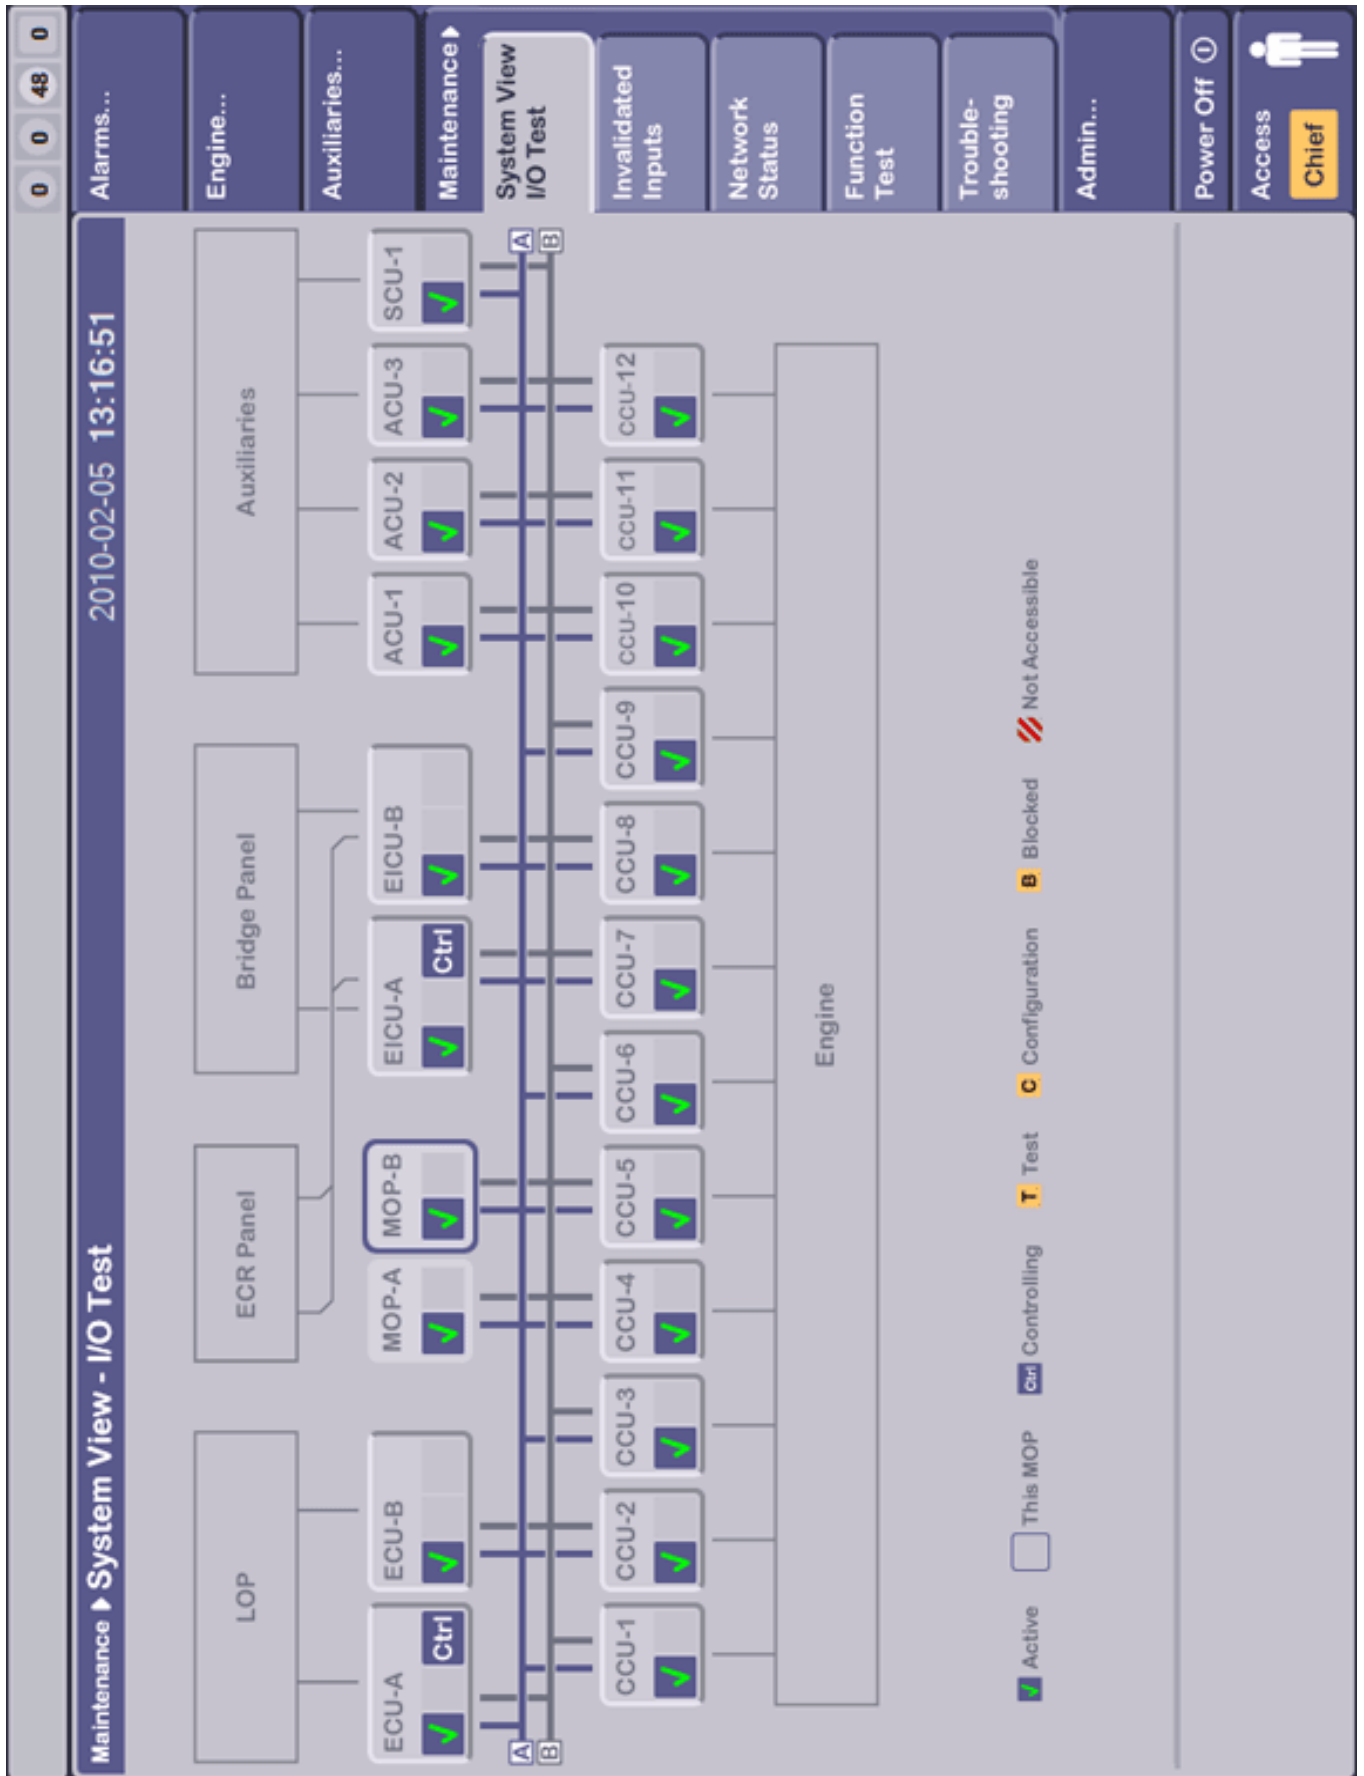 0 0 48 0
Maintenance ▶ System View - I/O Test
2010-02-05 13:16:51
LOP
ECR Panel
Bridge Panel
Auxiliaries
ECU-A
Ctrl
ECU-B
MOP-A
MOP-B
EICU-A
Ctrl
EICU-B
ACU-1
ACU-2
ACU-3
SCU-1
A
B
A
B
CCU-1
CCU-2
CCU-3
CCU-4
CCU-5
CCU-6
CCU-7
CCU-8
CCU-9
CCU-10
CCU-11
CCU-12
Engine
Active
This MOP
Ctrl Controlling
T Test
C Configuration
B Blocked
Not Accessible
Alarms...
Engine...
Auxiliaries...
Maintenance ▶
System View
I/O Test
Invalidated
Inputs
Network
Status
Function
Test
Trouble-
shooting
Admin...
Power Off
Access
Chief